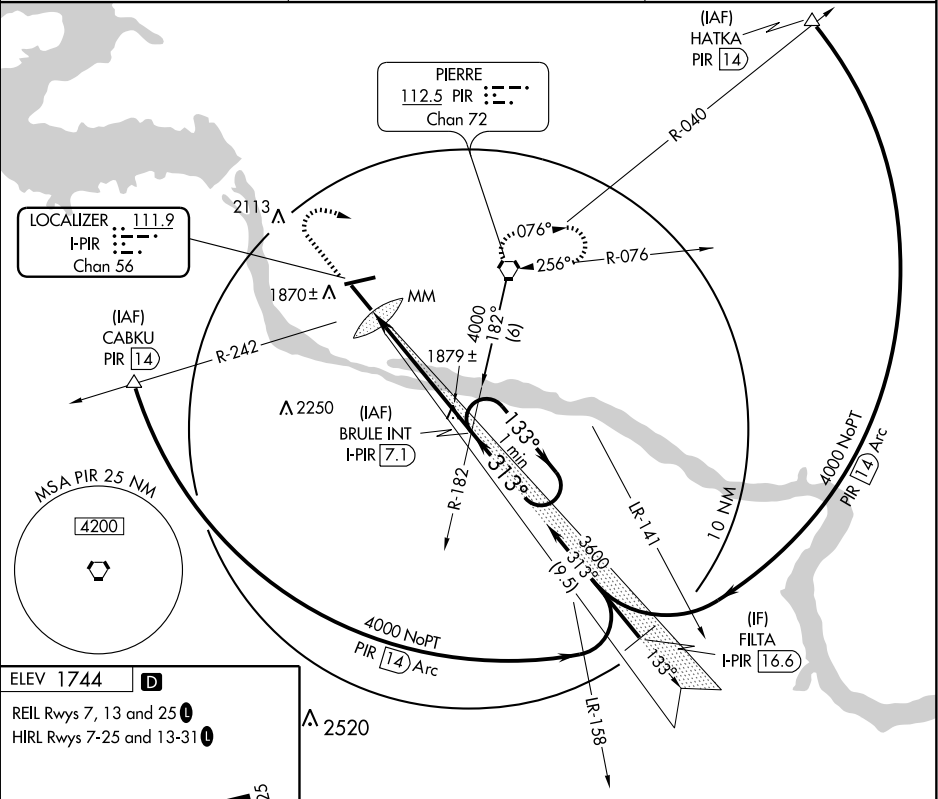 (IAF)
HATKA
PIR 14
PIERRE
112.5 PIR
Chan 72
R-040
LOCALIZER 111.9
I-PIR
Chan 56
2113
076°
256°
R-076
1870±
MM
(IAF)
CABKU
PIR 14
R-242
4000
182°
(6)
1879 ±
2250
(IAF)
BRULE INT
I-PIR 7.1
133°
1 min
313°
R-182
LR-141
4000 NoPT
PIR 14 Arc
10 NM
MSA PIR 25 NM
4200
3600
313°
(9.5)
(IF)
FILTA
I-PIR 16.6
133°
4000 NoPT
PIR 14 Arc
LR-158
ELEV 1744 D
REIL Rwys 7, 13 and 25 L
HIRL Rwys 7-25 and 13-31 L
2520
25